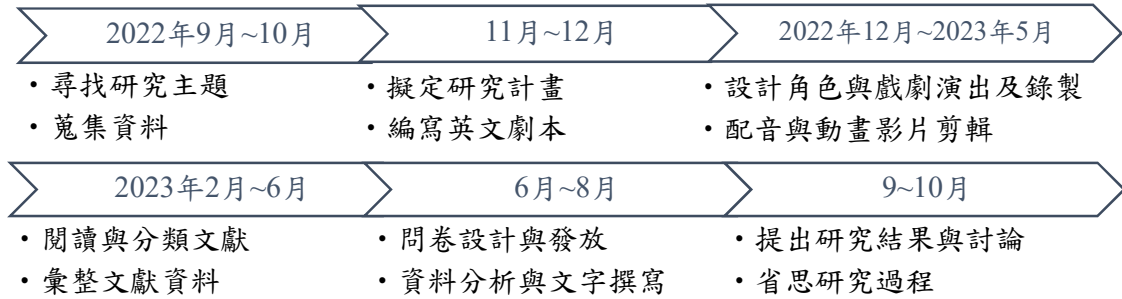 2022年9月~10月
・尋找研究主題
・蒐集資料
11月~12月
・擬定研究計畫
・編寫英文劇本
2022年12月~2023年5月
・設計角色與戲劇演出及錄製
・配音與動畫影片剪輯
2023年2月~6月
・閱讀與分類文獻
・彙整文獻資料
6月~8月
・問卷設計與發放
・資料分析與文字撰寫
9~10月
・提出研究結果與討論
・省思研究過程